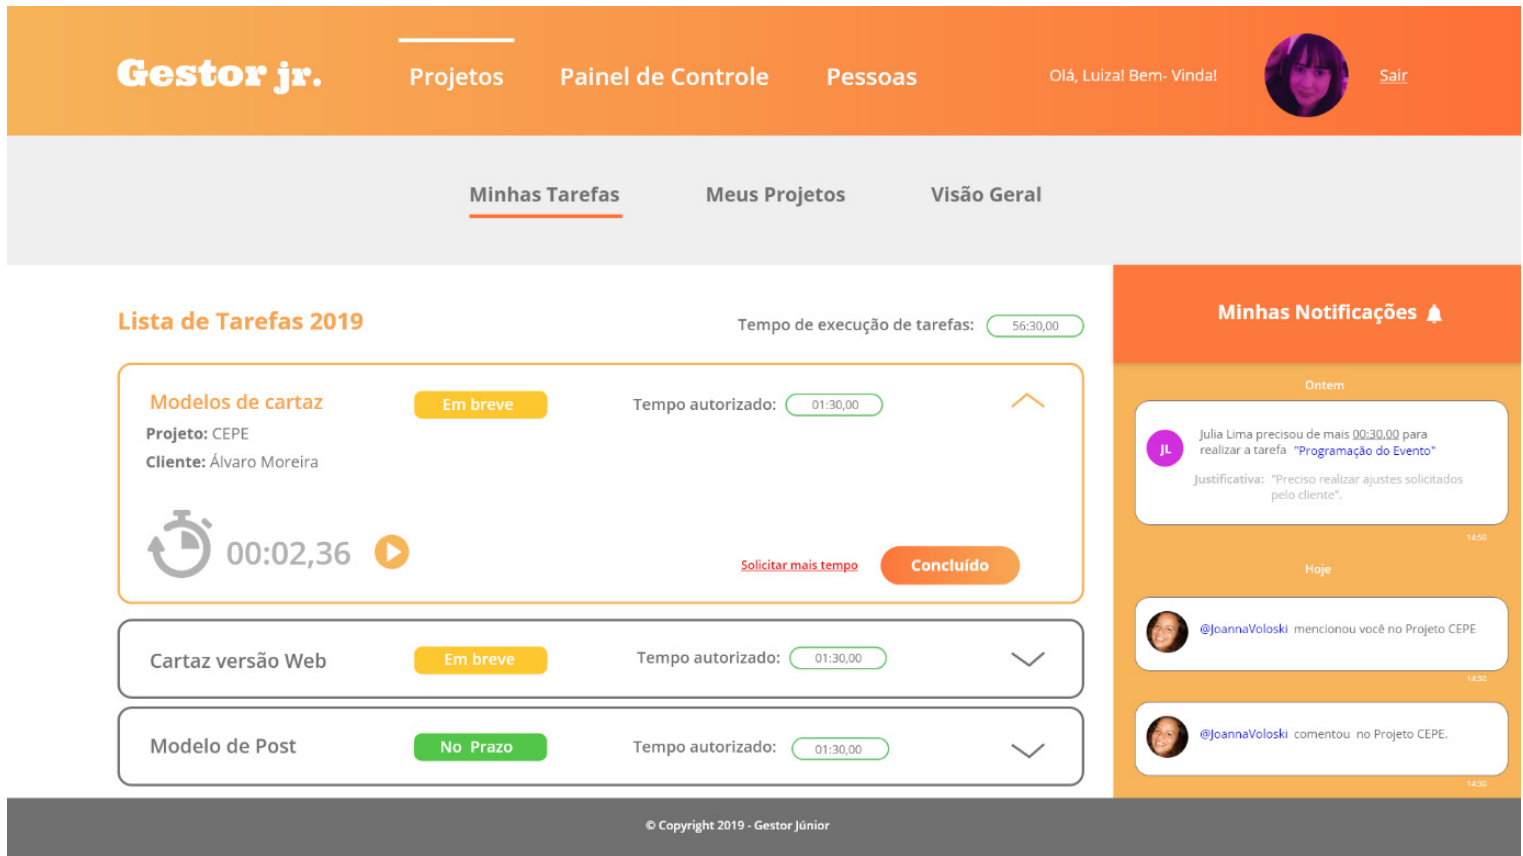 Gestor jr.
Projetos
Painel de Controle
Pessoas
Olá, Luiza! Bem- Vinda!
Sair
Minhas Tarefas
Meus Projetos
Visão Geral
Lista de Tarefas 2019
Tempo de execução de tarefas: 56:30,00
Modelos de cartaz
Em breve
Tempo autorizado: 01:30,00
Projeto: CEPE
Cliente: Álvaro Moreira
00:02,36
Solicitar mais tempo
Concluído
Cartaz versão Web
Em breve
Tempo autorizado: 01:30,00
Modelo de Post
No Prazo
Tempo autorizado: 01:30,00
Minhas Notificações
Ontem
JL
Julia Lima precisou de mais 00:30,00 para
realizar a tarefa "Programação do Evento"
Justificativa: "Preciso realizar ajustes solicitados
pelo cliente".
14:50
Hoje
@JoannaVoloski mencionou você no Projeto CEPE
14:30
@JoannaVoloski comentou no Projeto CEPE.
14:30
© Copyright 2019 - Gestor Júnior